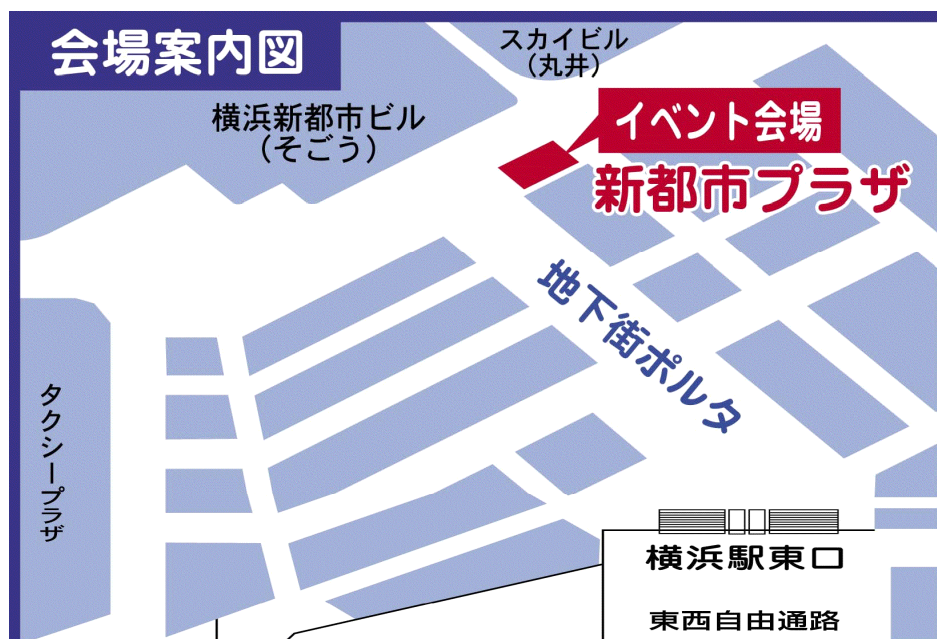 会場案内図
スカイビル
（丸井）
横浜新都市ビル
（そごう）
イベント会場
新都市プラザ
地下街ポルタ
タクシープラザ
横浜駅東口
東西自由通路